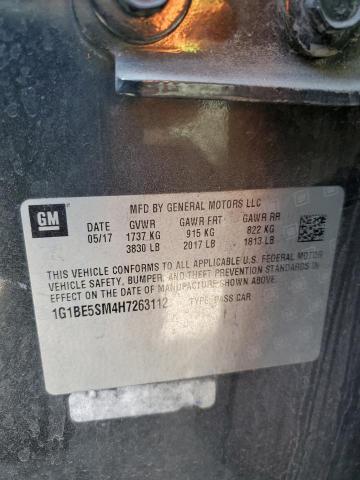 GM
MFD BY GENERAL MOTORS LLC
DATE GVWR GAWR FRT GAWR RR
05/17 1737 KG 915 KG 822 KG
3830 LB 2017 LB 1813 LB
THIS VEHICLE CONFORMS TO ALL APPLICABLE U.S. FEDERAL MOTOR
VEHICLE SAFETY, BUMPER, AND THEFT PREVENTION STANDARDS IN
EFFECT ON THE DATE OF MANUFACTURE SHOWN ABOVE.
1G1BE5SM4H7263112 TYPE: PASS CAR